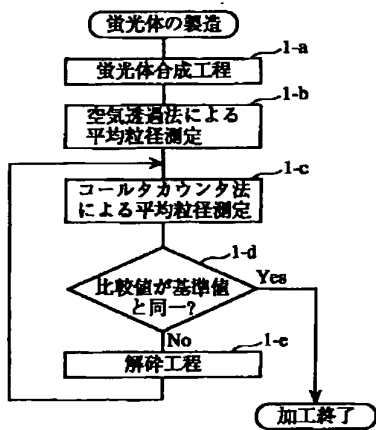 蛍光体の製造
1-a
蛍光体合成工程
1-b
空気透過法による
平均粒径測定
1-c
コールタカウンタ法
による平均粒径測定
1-d
比較値が基準値
と同一?
Yes
No
1-e
解砕工程
加工終了